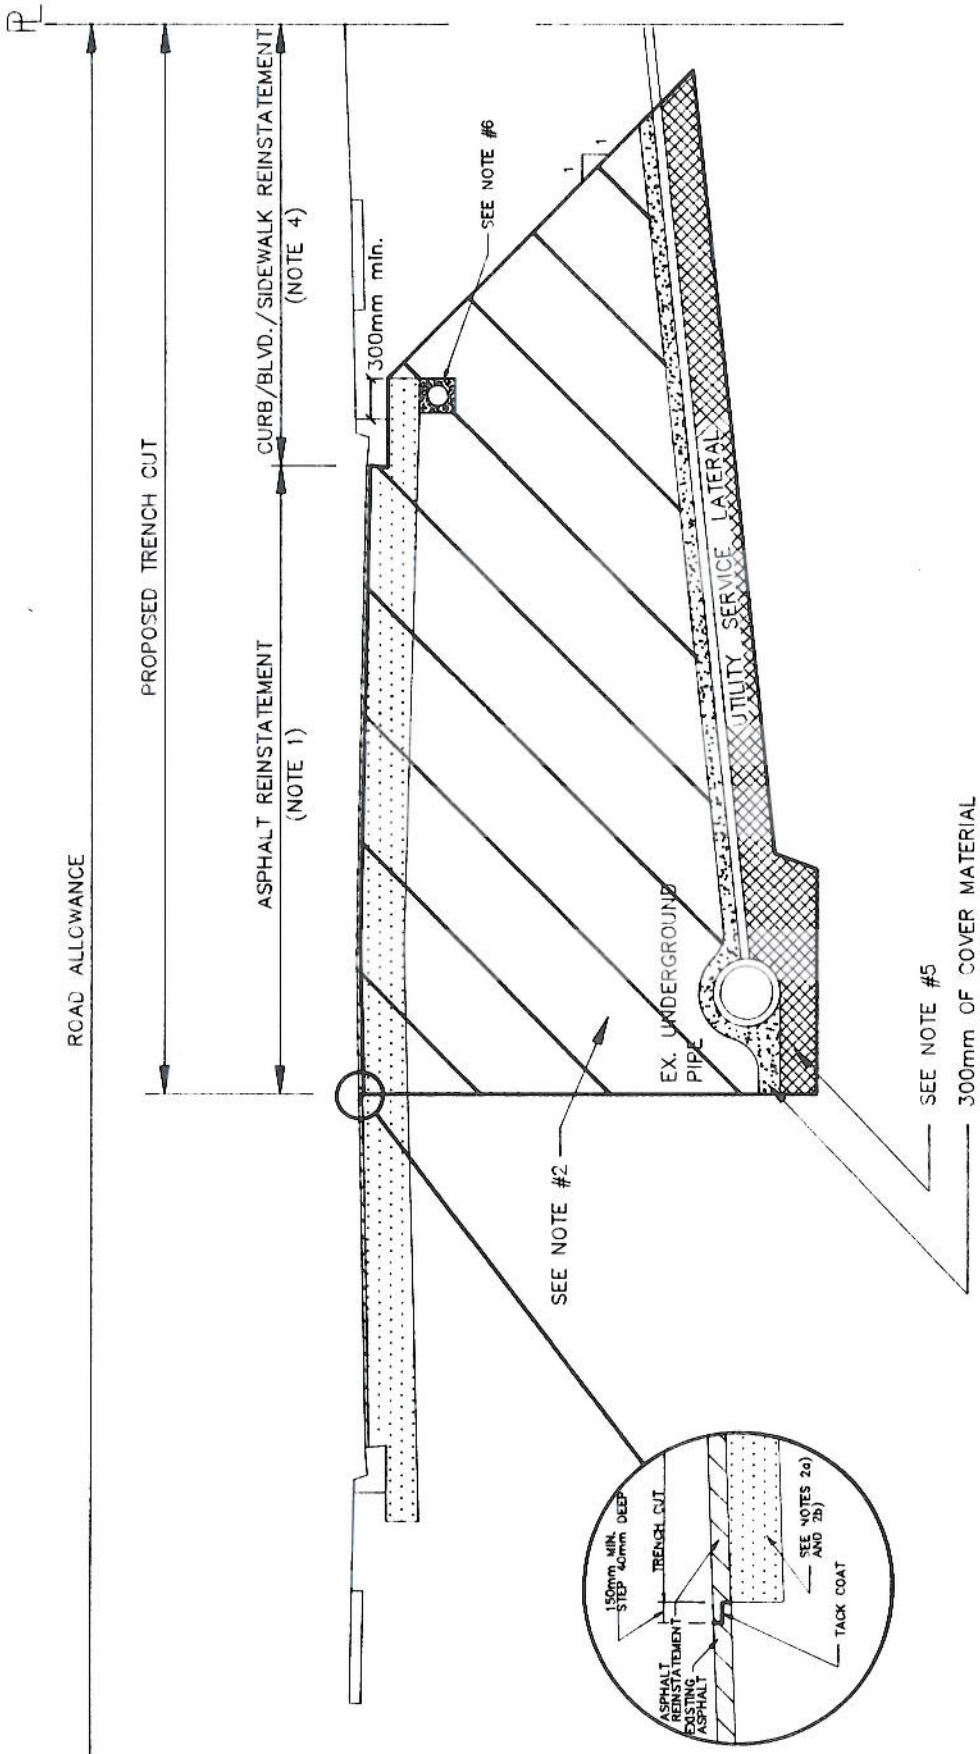 PL
ROAD ALLOWANCE
PROPOSED TRENCH CUT
ASPHALT REINSTATEMENT
(NOTE 1)
CURB/BLVD./SIDEWALK REINSTATEMENT
(NOTE 4)
300mm min.
SEE NOTE #6
1
1
SEE NOTE #2
EX. UNDERGROUND
PIPE
UTILITY SERVICE LATERAL
SEE NOTE #5
300mm OF COVER MATERIAL
150mm MIN.
STEP 40mm DEEP
TRENCH CUT
ASPHALT
REINSTATEMENT
EXISTING
ASPHALT
SEE NOTES 2a)
AND 2b)
TACK COAT